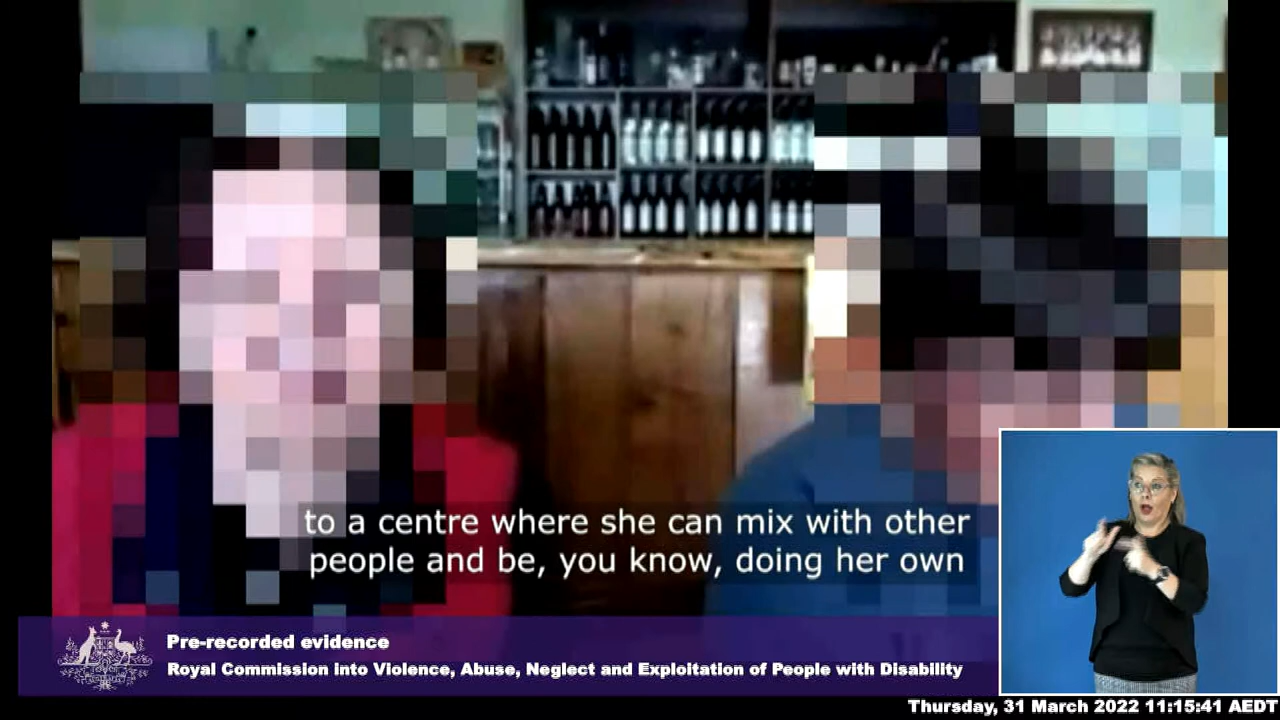 to a centre where she can mix with other
people and be, you know, doing her own
Pre-recorded evidence
Royal Commission into Violence, Abuse, Neglect and Exploitation of People with Disability
Thursday, 31 March 2022 11:15:41 AEDT